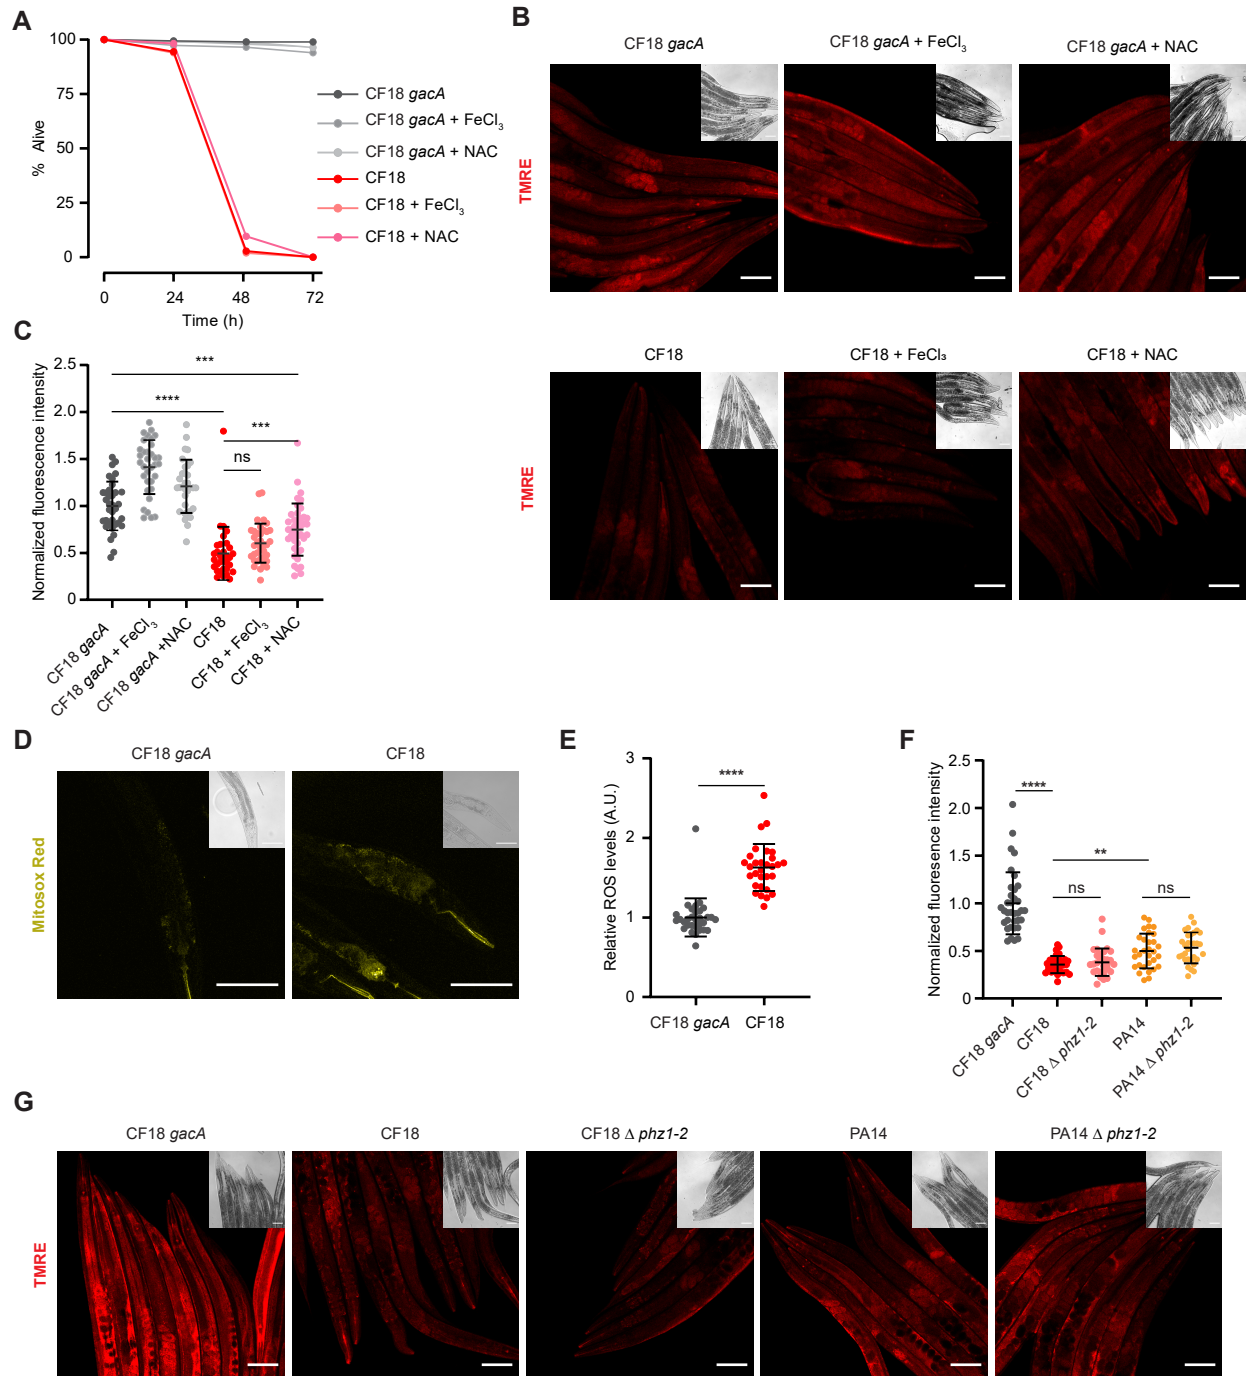 A
100
75
50
25
0
% Alive
0 24 48 72
Time (h)
CF18 gacA
CF18 gacA + FeCl₃
CF18 gacA + NAC
CF18
CF18 + FeCl₃
CF18 + NAC
B
CF18 gacA
CF18 gacA + FeCl₃
CF18 gacA + NAC
TMRE
CF18
CF18 + FeCl₃
CF18 + NAC
TMRE
C
Normalized fluorescence intensity
2.5
2.0
1.5
1.0
0.5
0
***
****
***
ns
CF18 gacA
CF18 gacA + FeCl₃
CF18 gacA +NAC
CF18
CF18 + FeCl₃
CF18 + NAC
D
CF18 gacA
CF18
Mitosox Red
E
Relative ROS levels (A.U.)
3
2
1
0
****
CF18 gacA
CF18
F
Normalized fluoresence intensity
2.5
2.0
1.5
1.0
0.5
0
****
**
ns
ns
CF18 gacA
CF18
CF18 Δ phz1-2
PA14
PA14 Δ phz1-2
G
CF18 gacA
CF18
CF18 Δ phz1-2
PA14
PA14 Δ phz1-2
TMRE